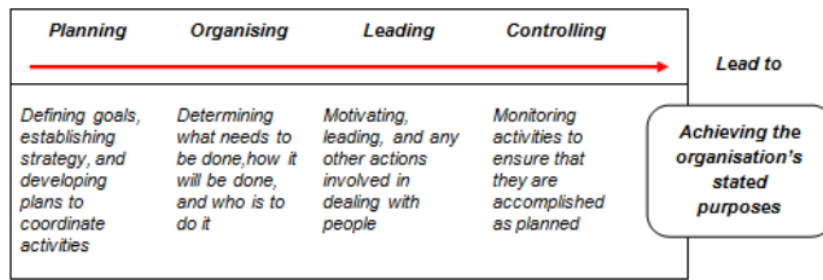 Planning
Organising
Leading
Controlling
Lead to
Defining goals,
establishing
strategy, and
developing
plans to
coordinate
activities
Determining
what needs to
be done,how it
will be done,
and who is to
do it
Motivating,
leading, and any
other actions
involved in
dealing with
people
Monitoring
activities to
ensure that
they are
accomplished
as planned
Achieving the
organisation's
stated
purposes